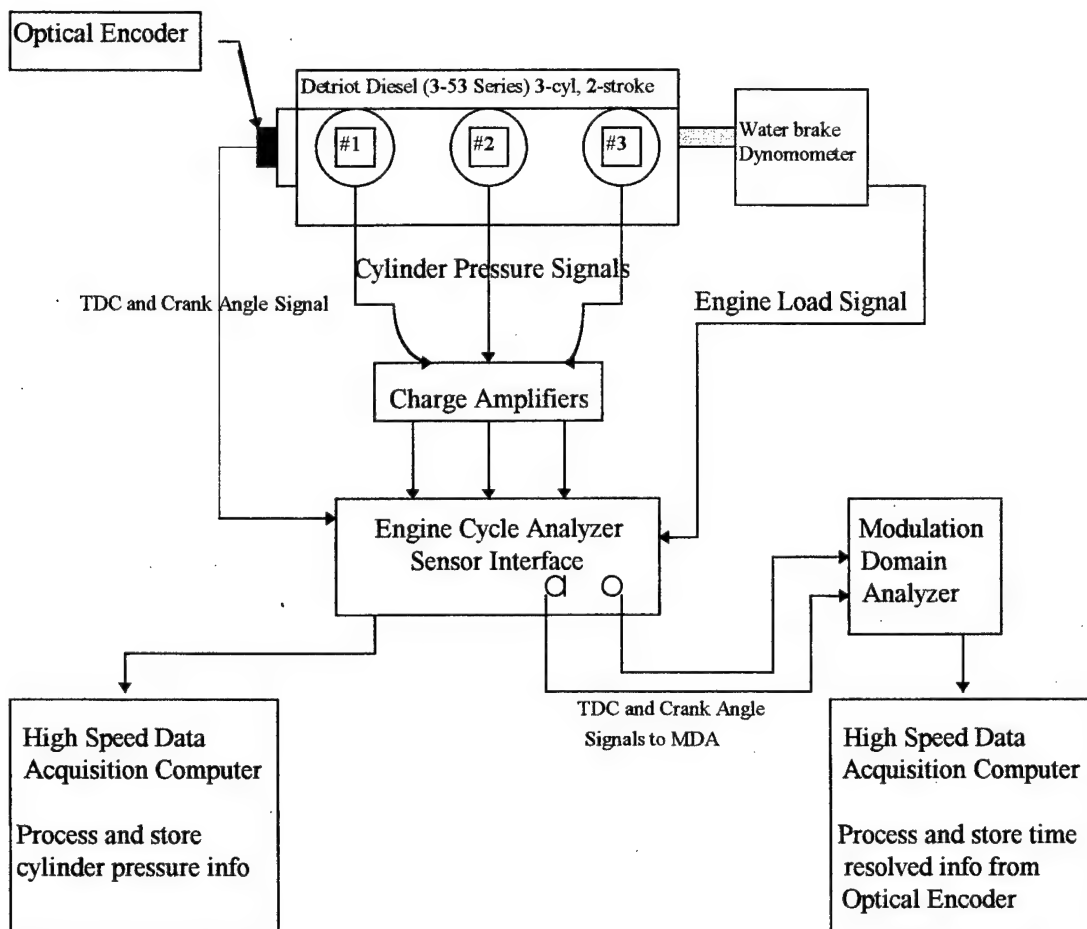 Optical Encoder
Detriot Diesel (3-53 Series) 3-cyl, 2-stroke
#1
#2
#3
Water brake
Dynomometer
Cylinder Pressure Signals
TDC and Crank Angle Signal
Engine Load Signal
Charge Amplifiers
Engine Cycle Analyzer
Sensor Interface
Modulation
Domain
Analyzer
TDC and Crank Angle
Signals to MDA
High Speed Data
Acquisition Computer
Process and store
cylinder pressure info
High Speed Data
Acquisition Computer
Process and store time
resolved info from
Optical Encoder